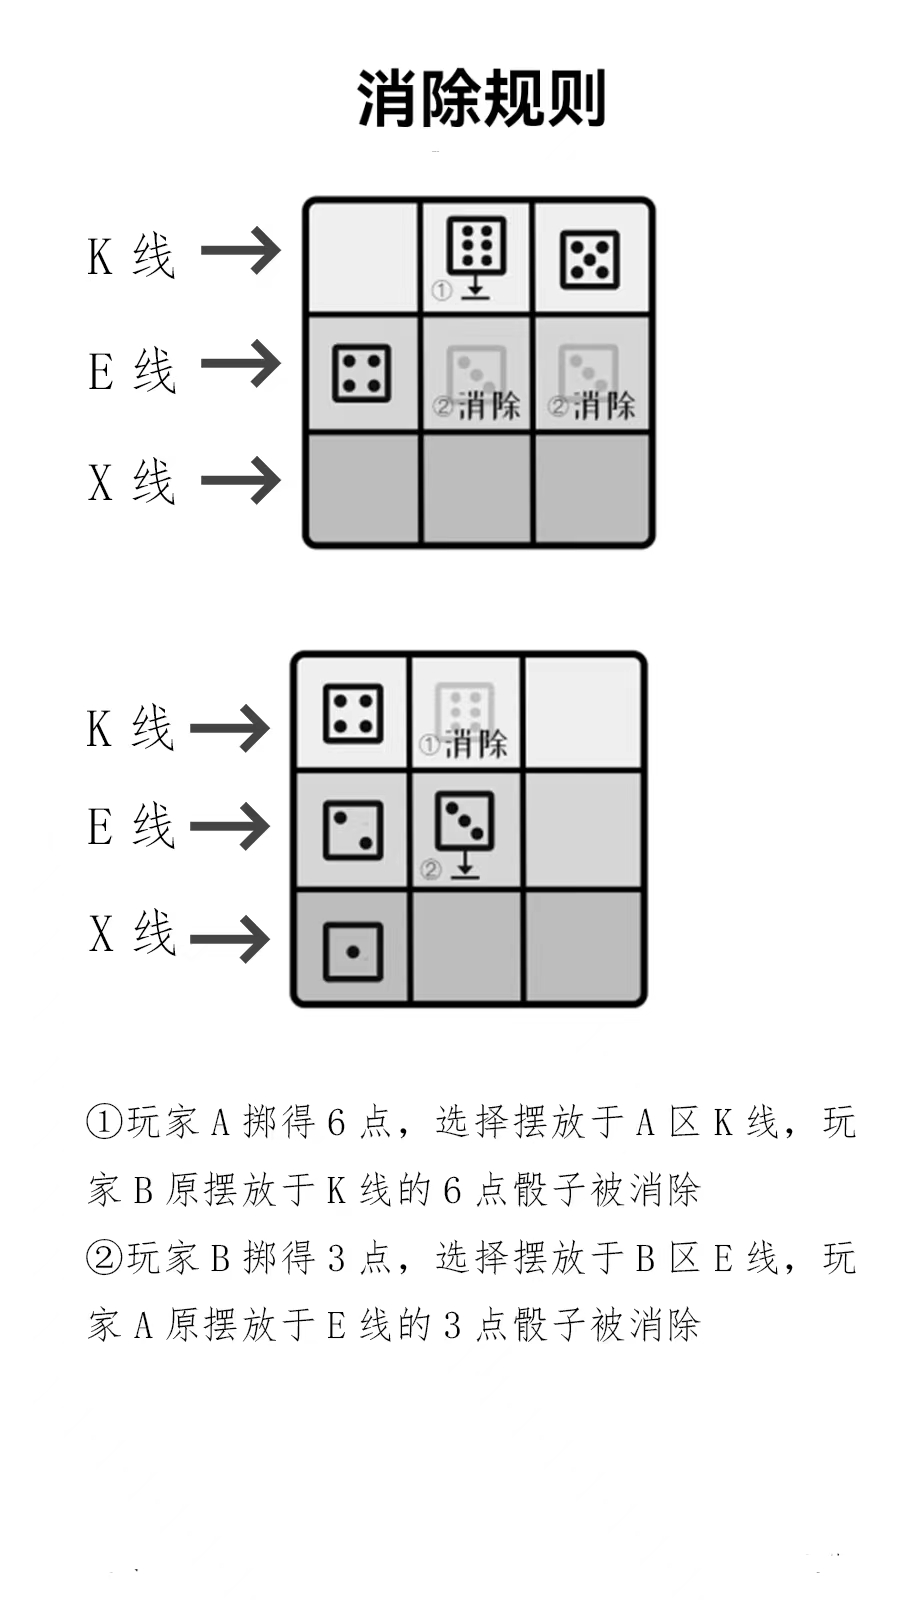 消除规则
K 线
①
E 线
②消除 ②消除
X 线
K 线
①消除
E 线
②
X 线
①玩家 A 掷得 6 点，选择摆放于 A 区 K 线，玩
家 B 原摆放于 K 线的 6 点骰子被消除
②玩家 B 掷得 3 点，选择摆放于 B 区 E 线，玩
家 A 原摆放于 E 线的 3 点骰子被消除